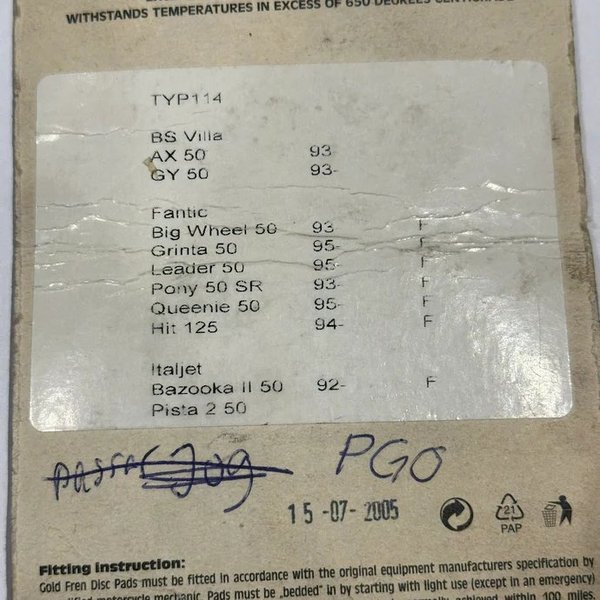 WITHSTANDS TEMPERATURES IN EXCESS OF 650 DEGREES CENTIGRADE
TYP114
BS Villa
AX 50 93-
GY 50 93-
Fantic
Big Wheel 50 93 F
Grinta 50 95- F
Leader 50 95- F
Pony 50 SR 93- F
Queenie 50 95- F
Hit 125 94- F
Italjet
Bazooka II 50 92- F
Pista 2 50
Jog PGO
15-07-2005
21
PAP
Fitting instruction:
Gold Fren Disc Pads must be fitted in accordance with the original equipment manufacturers specification by
motorcycle mechanic. Pads must be „bedded" in by starting with light use (except in an emergency)
achieved within 100 miles.